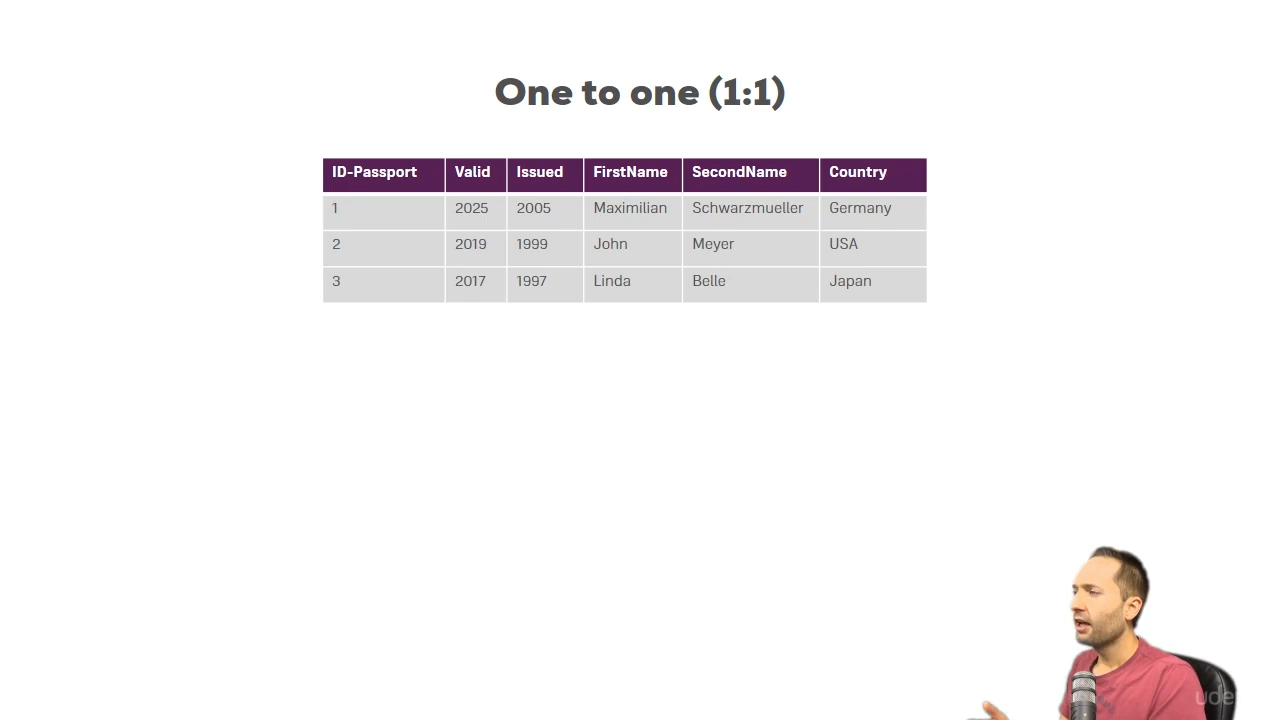 One to one (1:1)
ID-Passport Valid Issued FirstName SecondName Country
1 2025 2005 Maximilian Schwarzmueller Germany
2 2019 1999 John Meyer USA
3 2017 1997 Linda Belle Japan
ude